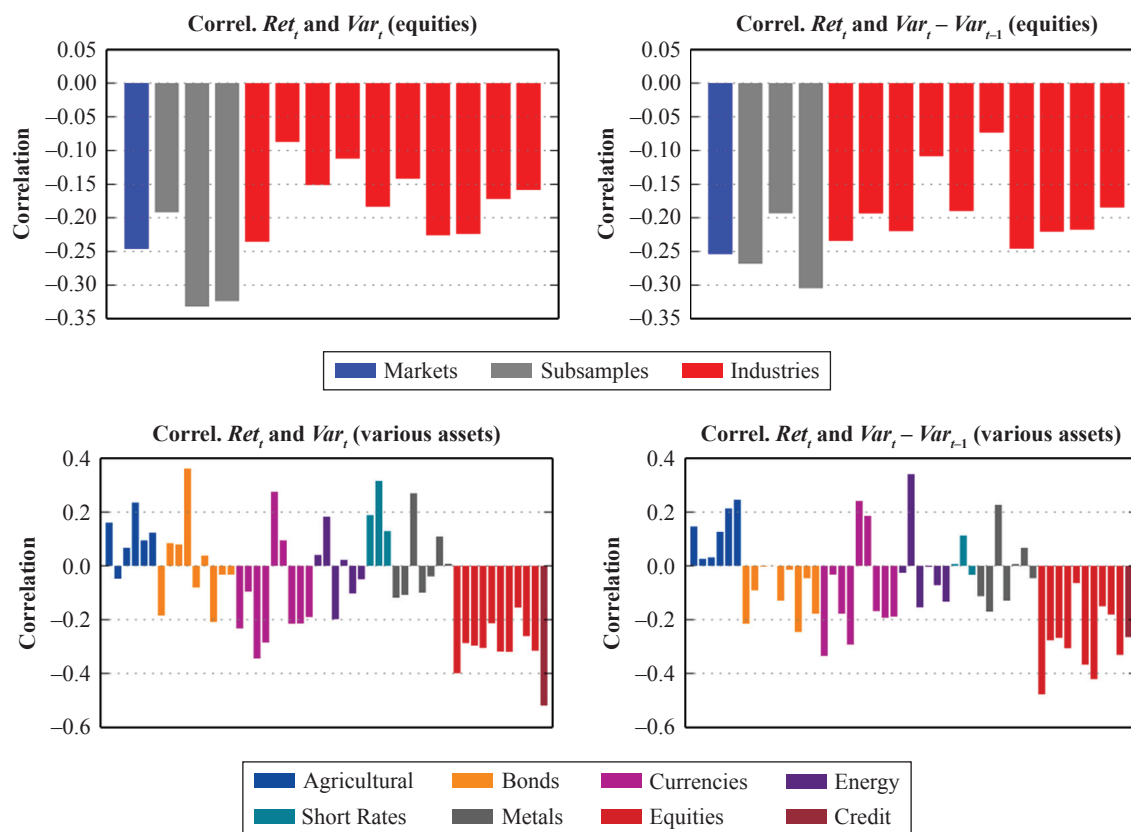 Correl. Ret_t and Var_t (equities)
0.05
0.00
–0.05
–0.10
–0.15
–0.20
–0.25
–0.30
–0.35
Correlation
Correl. Ret_t and Var_t – Var_{t–1} (equities)
0.05
0.00
–0.05
–0.10
–0.15
–0.20
–0.25
–0.30
–0.35
Correlation
Markets Subsamples Industries
Correl. Ret_t and Var_t (various assets)
0.4
0.2
0.0
–0.2
–0.4
–0.6
Correlation
Correl. Ret_t and Var_t – Var_{t–1} (various assets)
0.4
0.2
0.0
–0.2
–0.4
–0.6
Correlation
Agricultural Bonds Currencies Energy
Short Rates Metals Equities Credit